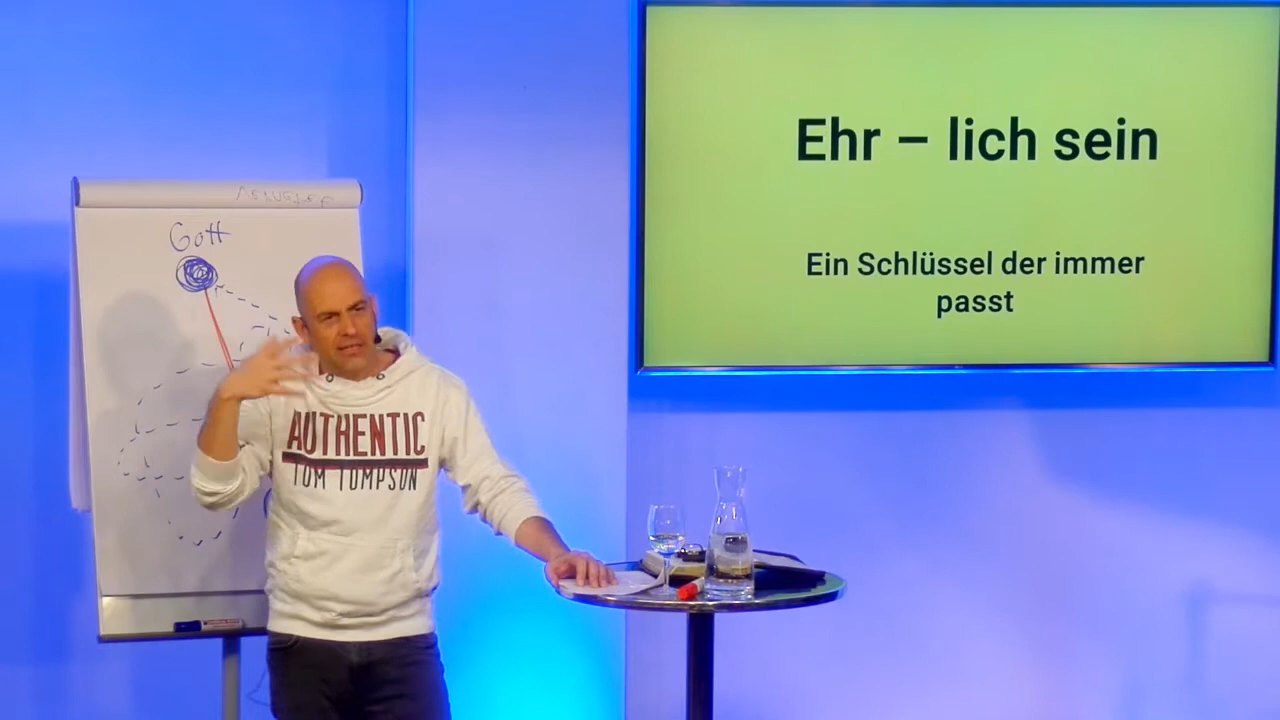 Gott
AUTHENTIC
TOM TOMPSON
Ehr – lich sein
Ein Schlüssel der immer
passt